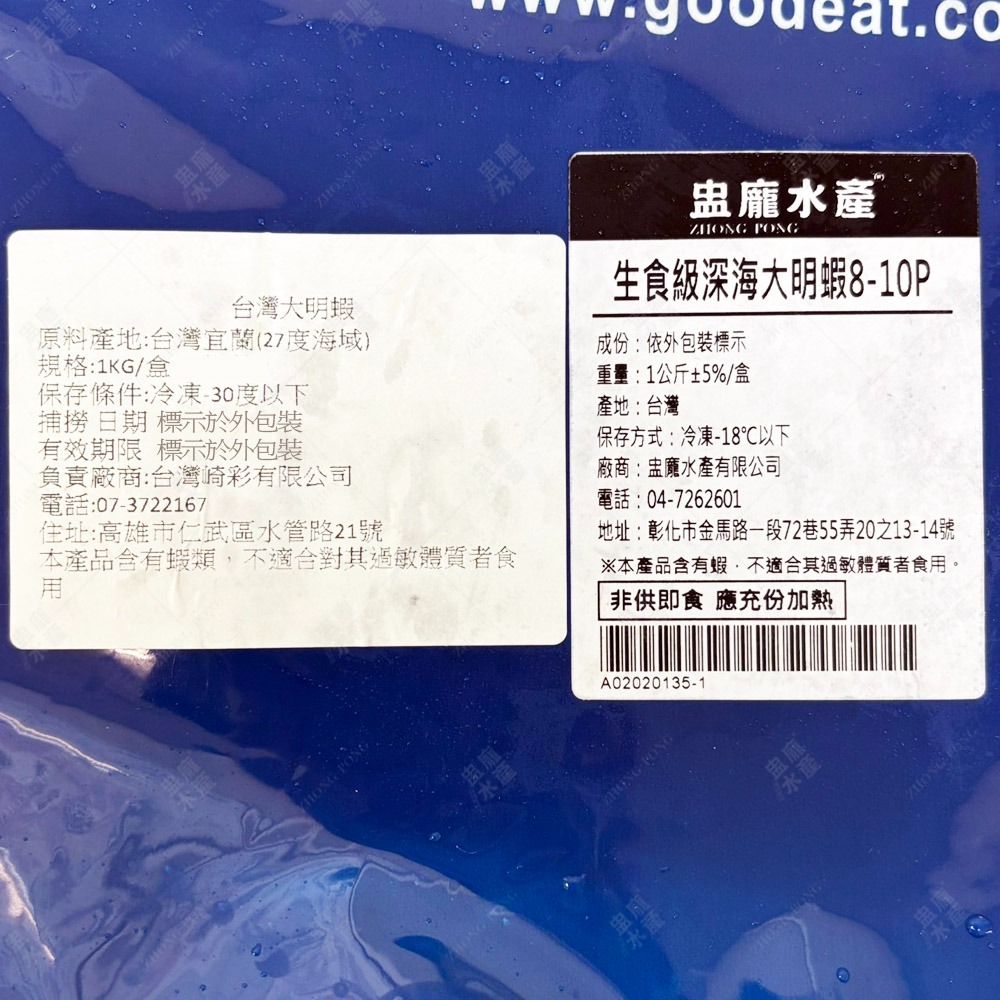 www.goodeat.co
台灣大明蝦
原料產地:台灣宜蘭(27度海域)
規格:1KG/盒
保存條件:冷凍-30度以下
捕撈 日期 標示於外包裝
有效期限 標示於外包裝
負責廠商:台灣崎彩有限公司
電話:07-3722167
住址:高雄市仁武區水管路21號
本產品含有蝦類，不適合對其過敏體質者食
用
盅龐水產
ZHONG PONG
生食級深海大明蝦8-10P
成份：依外包裝標示
重量：1公斤±5%/盒
產地：台灣
保存方式：冷凍-18℃以下
廠商：盅龐水產有限公司
電話：04-7262601
地址：彰化市金馬路一段72巷55弄20之13-14號
※本產品含有蝦，不適合其過敏體質者食用。
非供即食 應充份加熱
A02020135-1